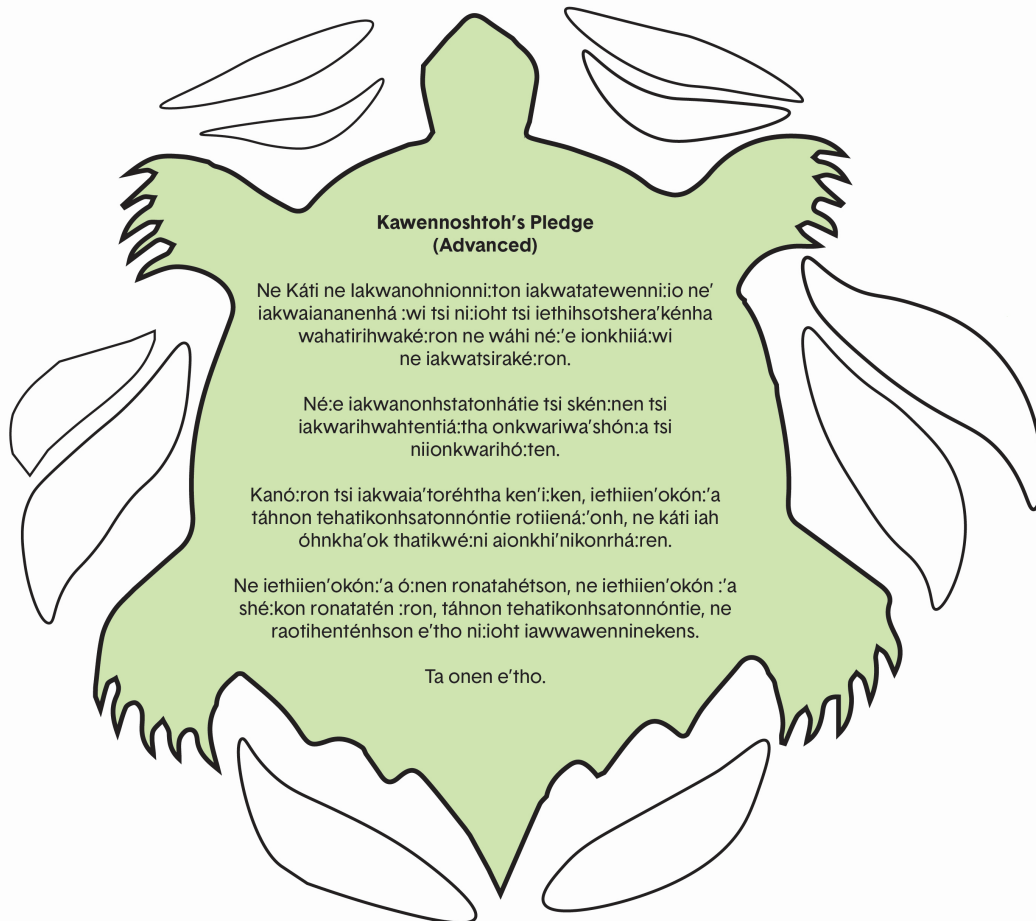 Kawennoshtoh's Pledge
(Advanced)
Ne Káti ne Iakwanohnionni:ton iakwatatewenni:io ne'
iakwaiananenhá :wi tsi ni:ioht tsi iethihsotshera'kénha
wahatirihwaké:ron ne wáhi né:'e ionkhiiá:wi
ne iakwatsiraké:ron.
Né:e iakwanonhstatonhátie tsi skén:nen tsi
iakwarihwahtentiá:tha onkwariwa'shón:a tsi
niionkwarihó:ten.
Kanó:ron tsi iakwaia'toréhtha ken'i:ken, iethiien'okón:'a
táhnon tehatikonhsatonnóntie rotiiená:'onh, ne káti iah
óhnkha'ok thatikwé:ni aionkhi'nikonrhá:ren.
Ne iethiien'okón:'a ó:nen ronatahétson, ne iethiien'okón :'a
shé:kon ronatatén :ron, táhnon tehatikonhsatonnóntie, ne
raotihenténhson e'tho ni:ioht iawwawenninekens.
Ta onen e'tho.